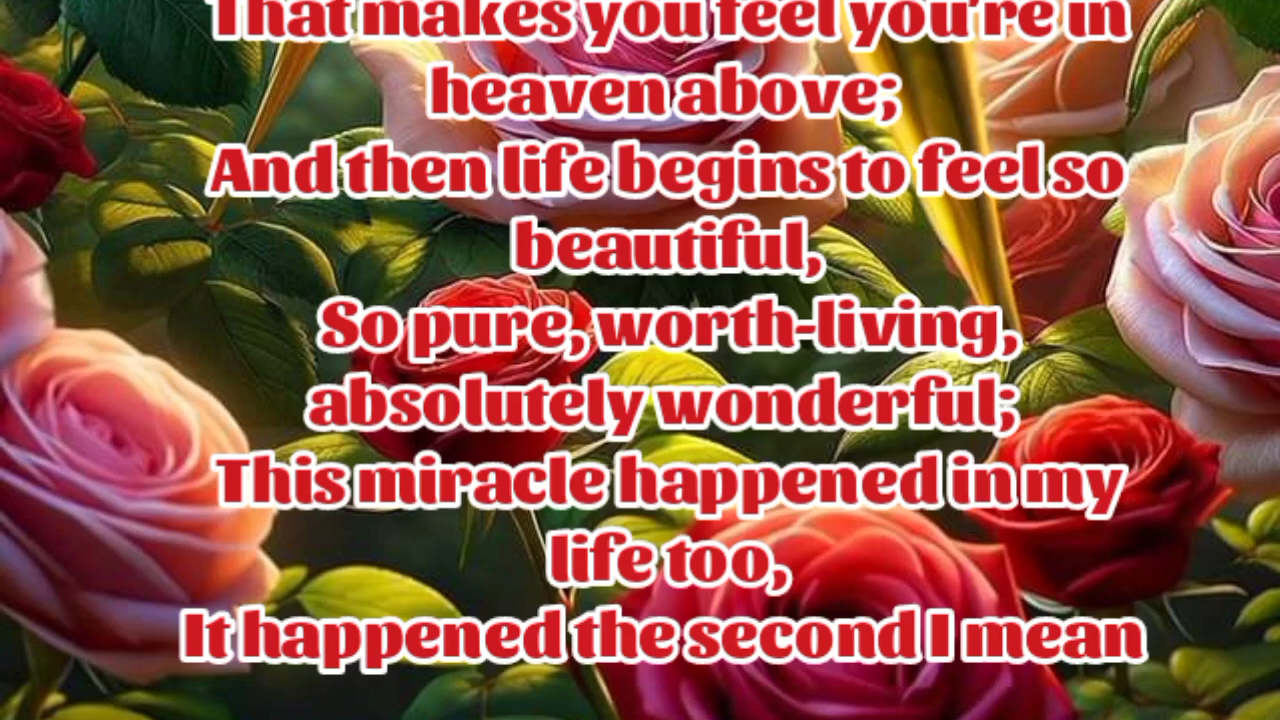 That makes you feel you're in
heaven above;
And then life begins to feel so
beautiful,
So pure, worth-living,
absolutely wonderful;
This miracle happened in my
life too,
It happened the second I mean